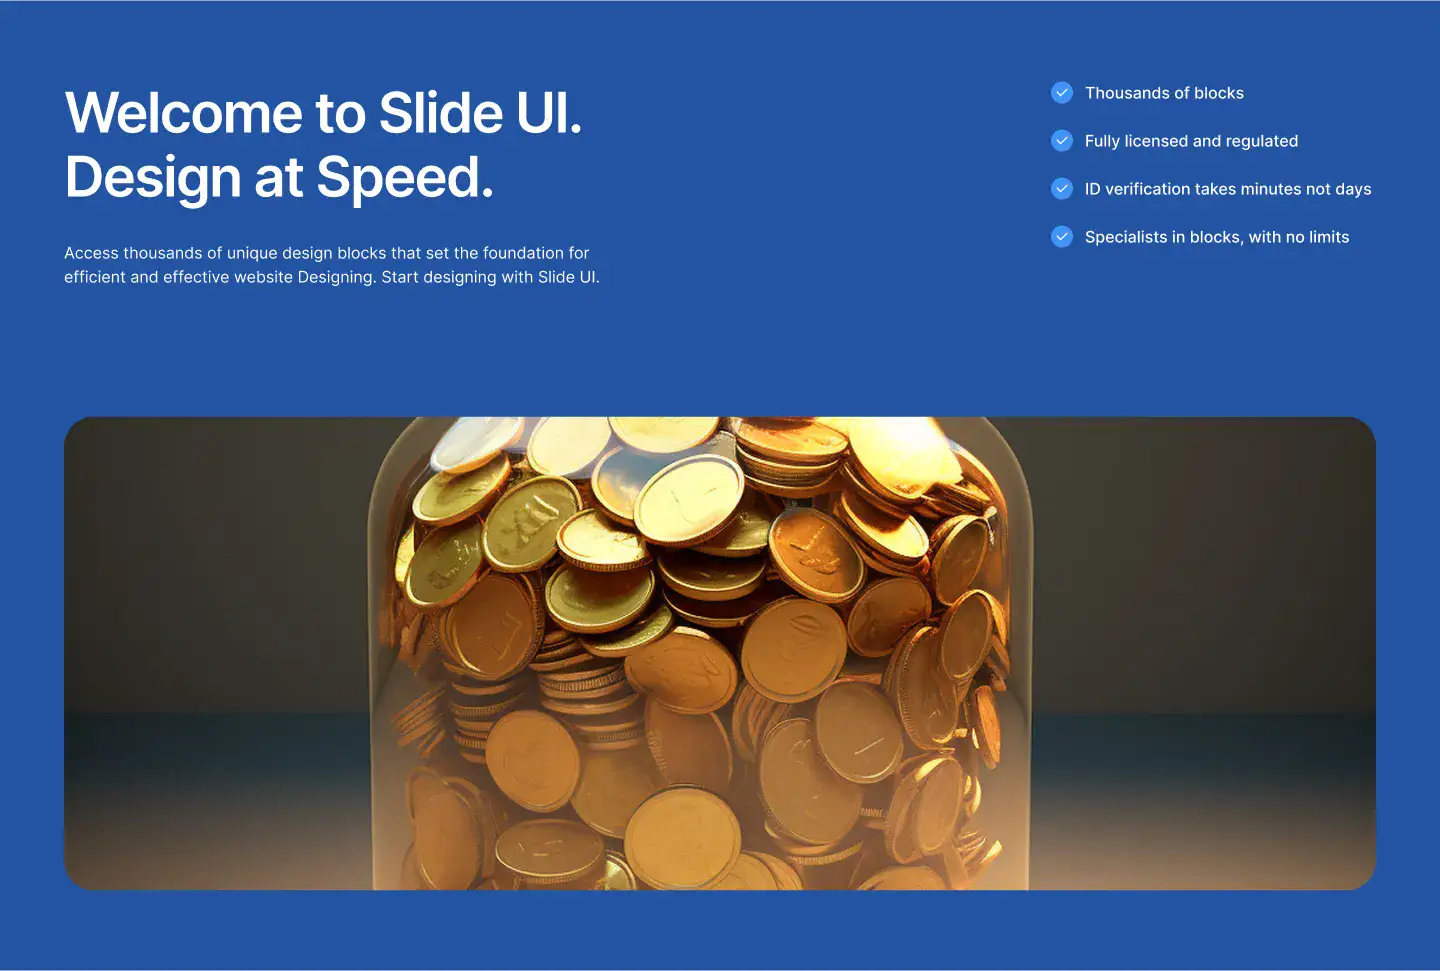 Welcome to Slide UI.
Design at Speed.
Access thousands of unique design blocks that set the foundation for
efficient and effective website Designing. Start designing with Slide UI.
Thousands of blocks
Fully licensed and regulated
ID verification takes minutes not days
Specialists in blocks, with no limits